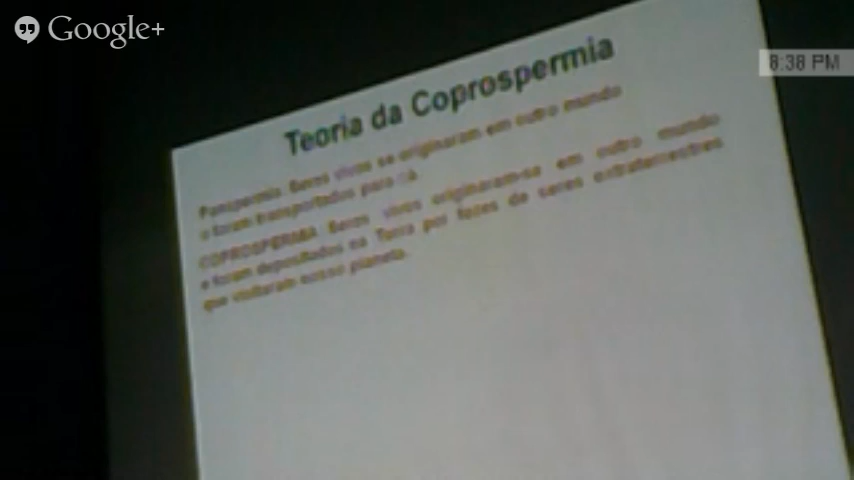 Google+
8:38 PM
Teoria da Coprospermia
Panspermia Seres vivos se originaram em outro mundo
e foram transportados para cá.
COPROSPERMIA Seres vivos originaram-se em outro mundo
e foram depositados na Terra por fezes de seres extraterrestres
que visitaram nosso planeta.